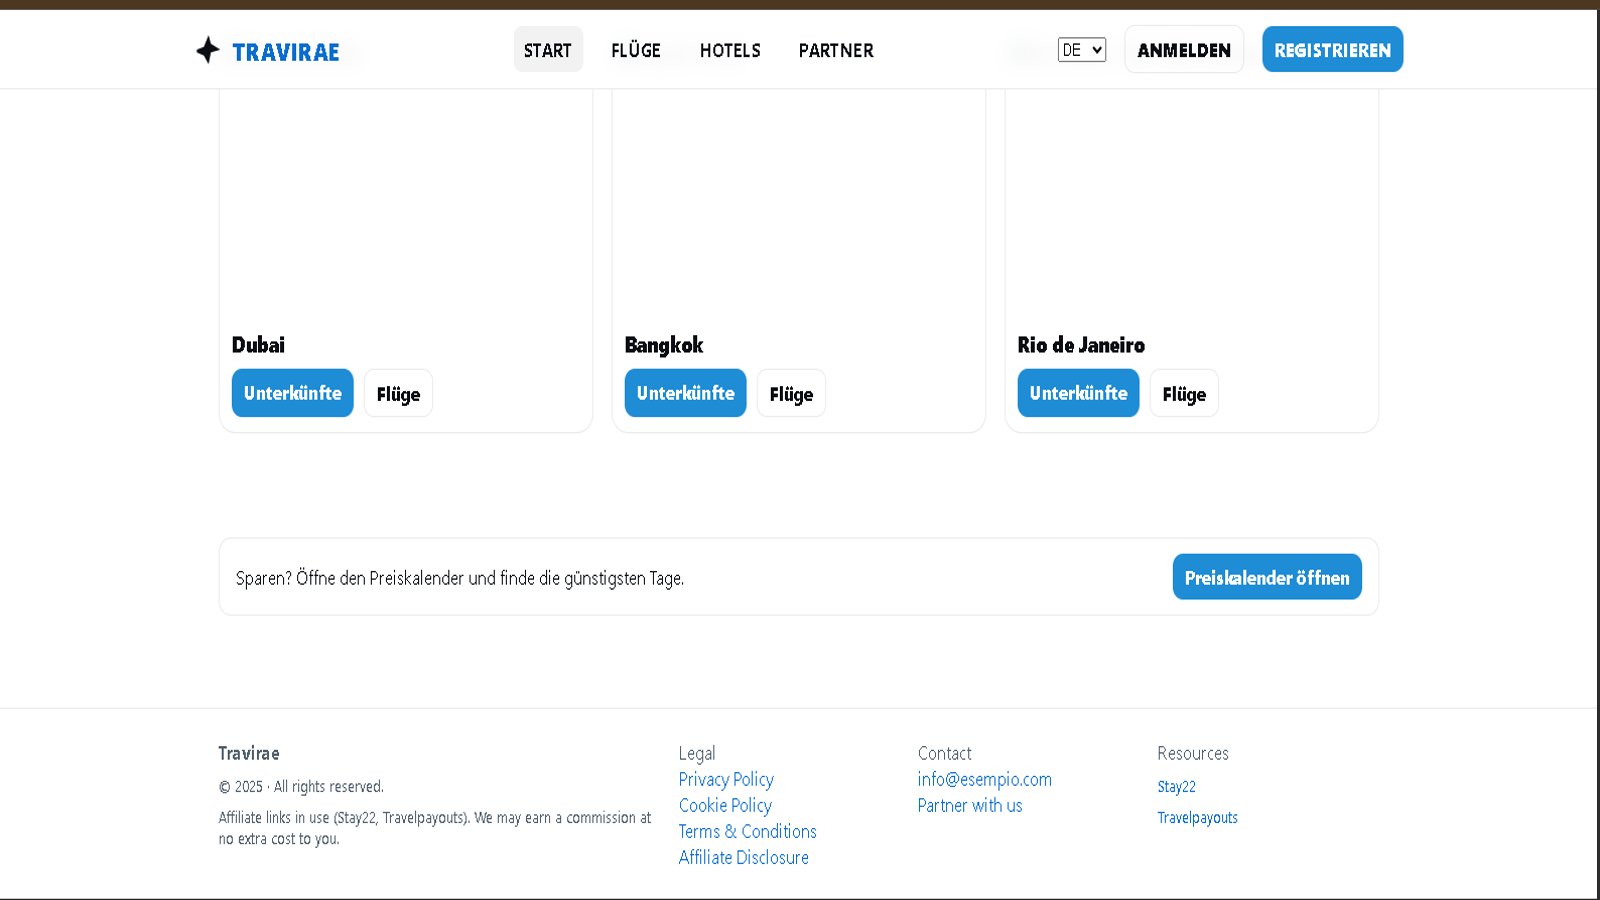 TRAVIRAE
START FLÜGE HOTELS PARTNER
DE
ANMELDEN
REGISTRIEREN
Dubai
Unterkünfte Flüge
Bangkok
Unterkünfte Flüge
Rio de Janeiro
Unterkünfte Flüge
Sparen? Öffne den Preiskalender und finde die günstigsten Tage.
Preiskalender öffnen
Travirae
© 2025 · All rights reserved.
Affiliate links in use (Stay22, Travelpayouts). We may earn a commission at
no extra cost to you.
Legal
Privacy Policy
Cookie Policy
Terms & Conditions
Affiliate Disclosure
Contact
info@esempio.com
Partner with us
Resources
Stay22
Travelpayouts